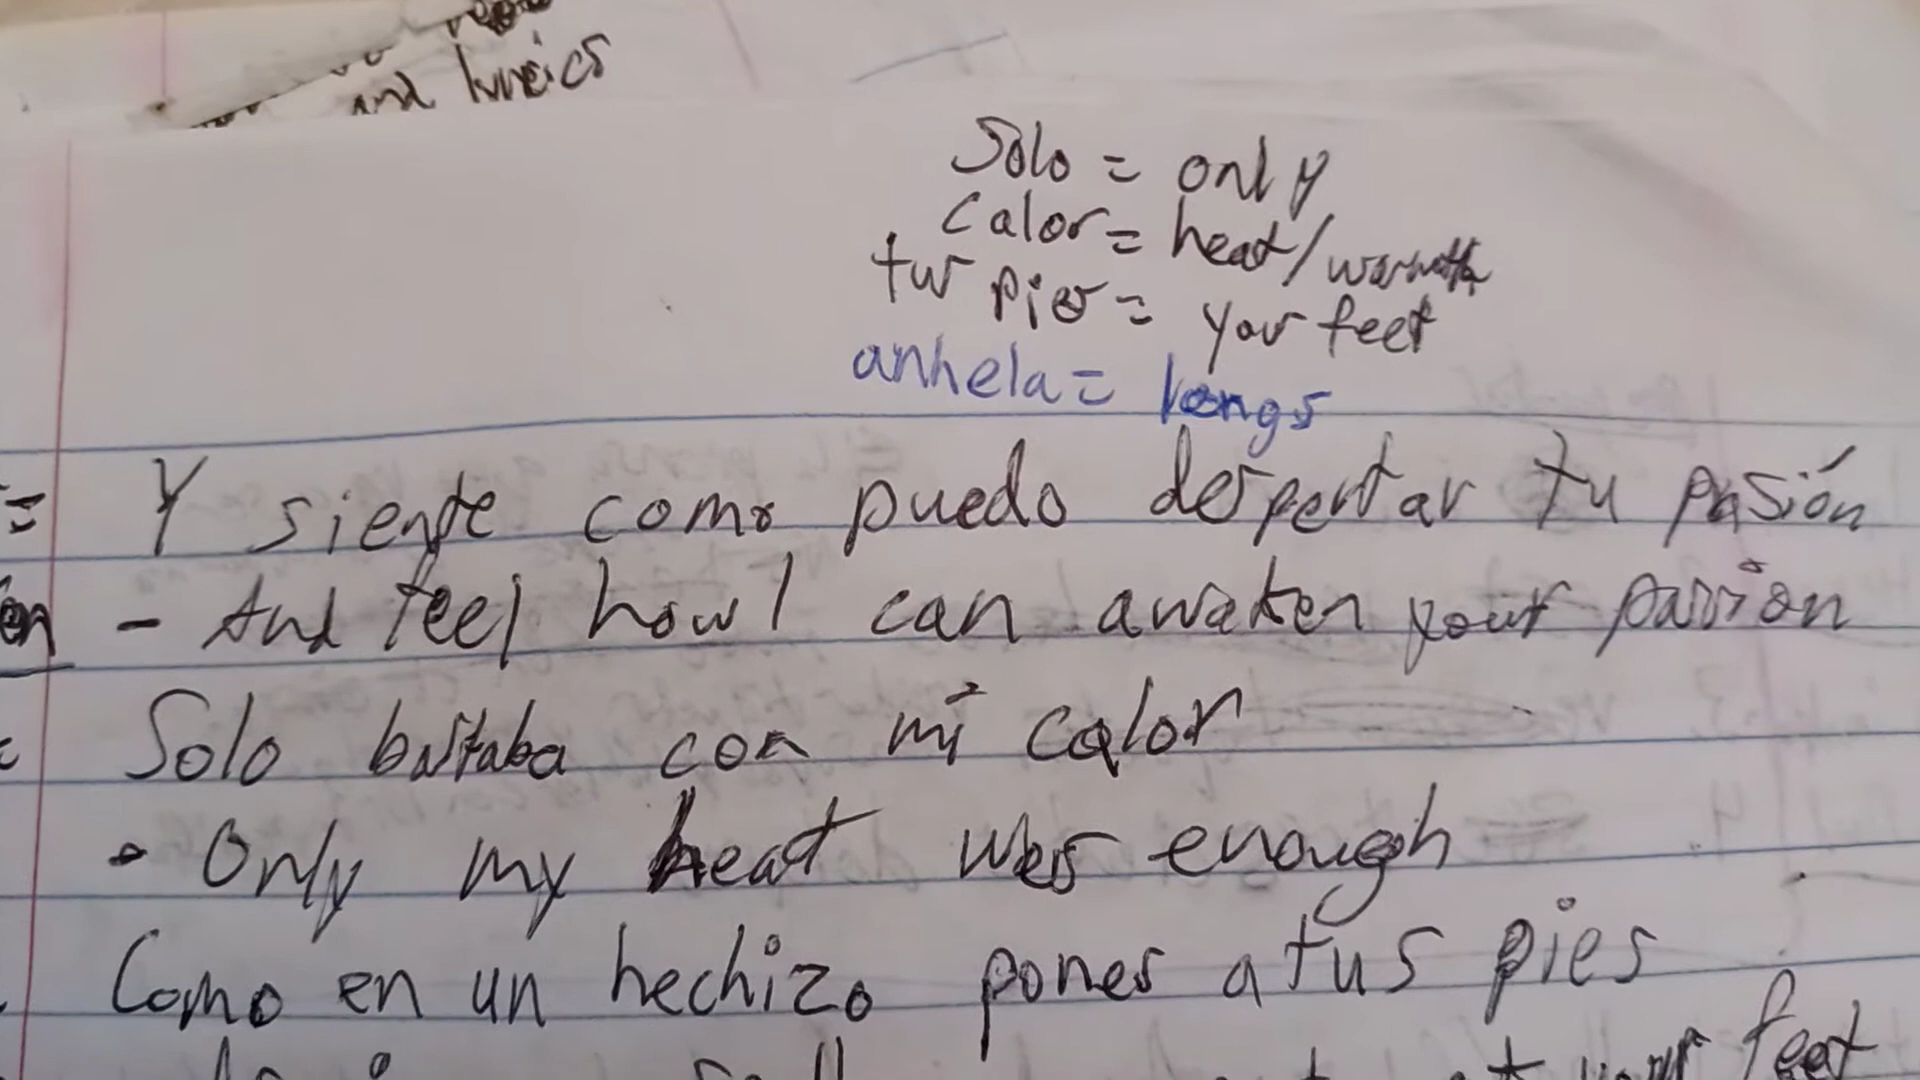 and lyrics
Solo = only
Calor = heat/warmth
tus pies = your feet
anhela = longs
= Y siente como puedo despertar tu pasión
en - And feel how I can awaken your passion
Solo bastaba con mi calor
- Only my heat was enough
Como en un hechizo pones a tus pies
your feet